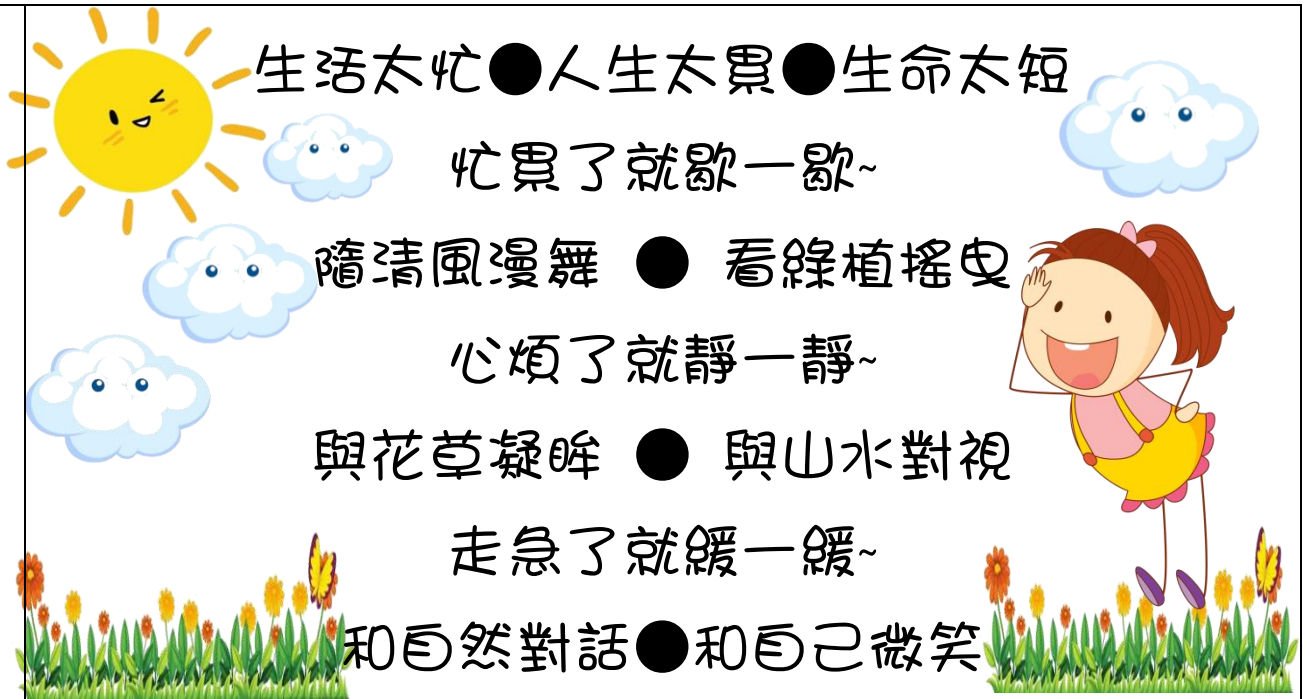 生活太忙●人生太累●生命太短
忙累了就歇一歇~
隨清風漫舞 ● 看綠植搖曳
心煩了就靜一靜~
與花草凝眸 ● 與山水對視
走急了就緩一緩~
和自然對話●和自己微笑